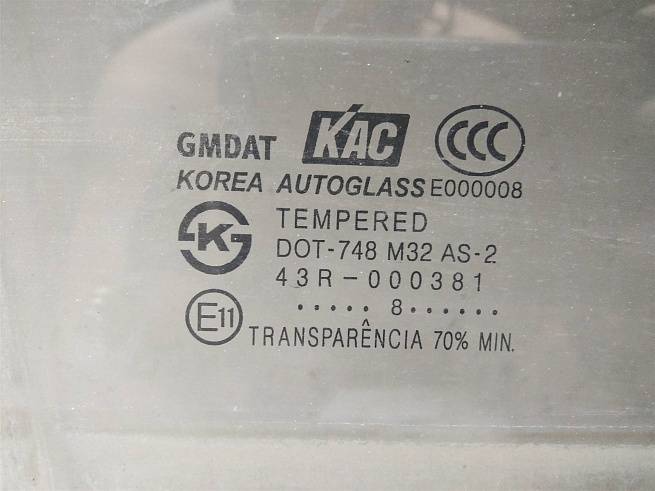 GMDAT KAC CCC
KOREA AUTOGLASS E000008
K S TEMPERED
DOT-748 M32 AS-2
43R-000381
..... 8......
E11 TRANSPARÊNCIA 70% MIN.